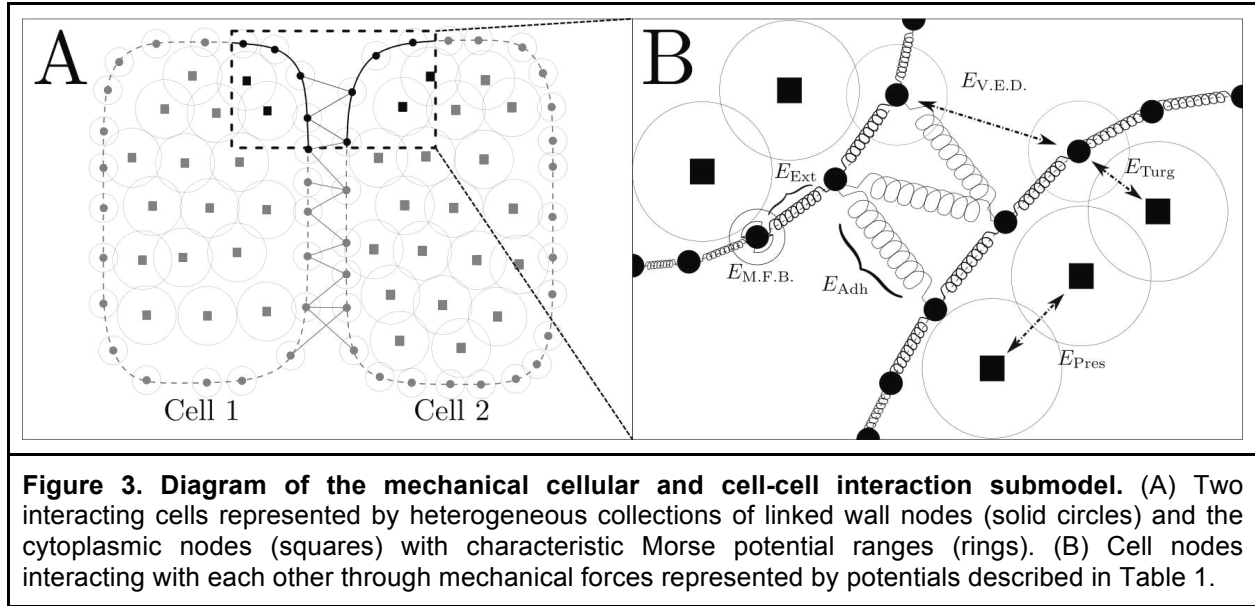 A
Cell 1
Cell 2
B
E_V.E.D.
E_Ext
E_Turg
E_M.F.B.
E_Adh
E_Pres
Figure 3. Diagram of the mechanical cellular and cell-cell interaction submodel. (A) Two
interacting cells represented by heterogeneous collections of linked wall nodes (solid circles) and the
cytoplasmic nodes (squares) with characteristic Morse potential ranges (rings). (B) Cell nodes
interacting with each other through mechanical forces represented by potentials described in Table 1.